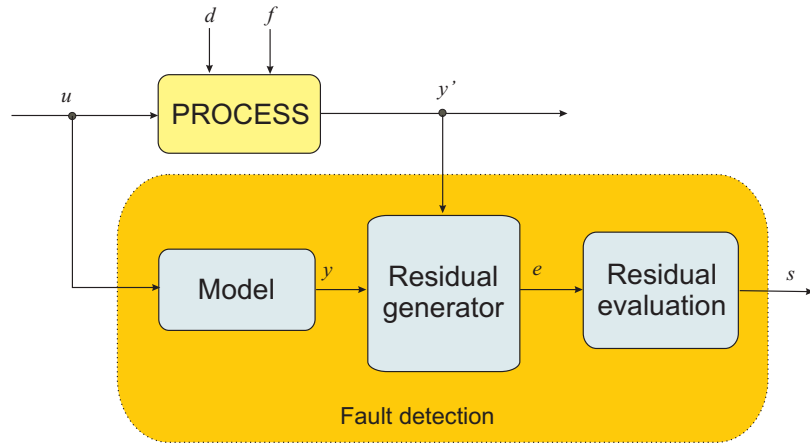 d
f
u
PROCESS
y’
Model
y
Residual
generator
e
Residual
evaluation
s
Fault detection